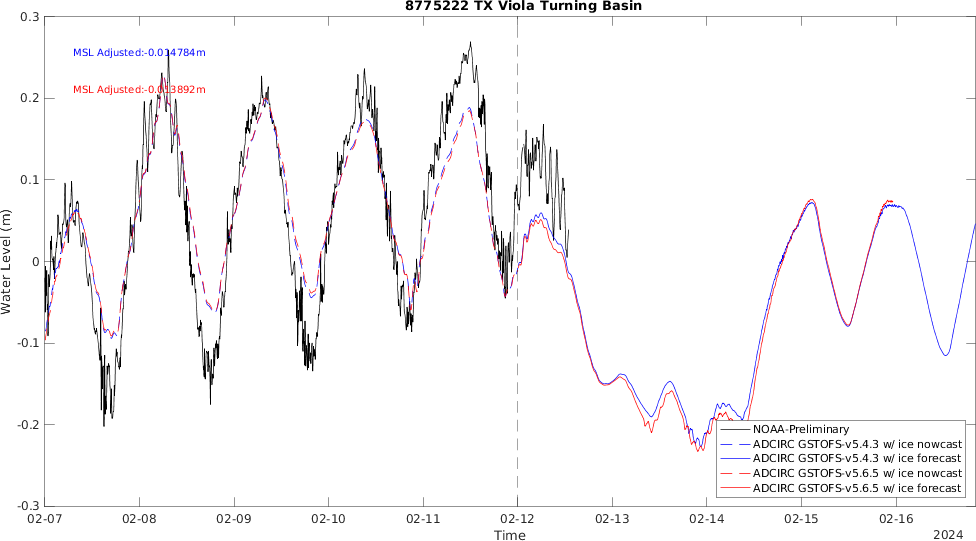 8775222 TX Viola Turning Basin
0.3
MSL Adjusted:-0.014784m
MSL Adjusted:-0.013892m
0.2
0.1
0
-0.1
-0.2
-0.3
Water Level (m)
NOAA-Preliminary
ADCIRC GSTOFS-v5.4.3 w/ ice nowcast
ADCIRC GSTOFS-v5.4.3 w/ ice forecast
ADCIRC GSTOFS-v5.6.5 w/ ice nowcast
ADCIRC GSTOFS-v5.6.5 w/ ice forecast
02-07 02-08 02-09 02-10 02-11 02-12 02-13 02-14 02-15 02-16
Time
2024